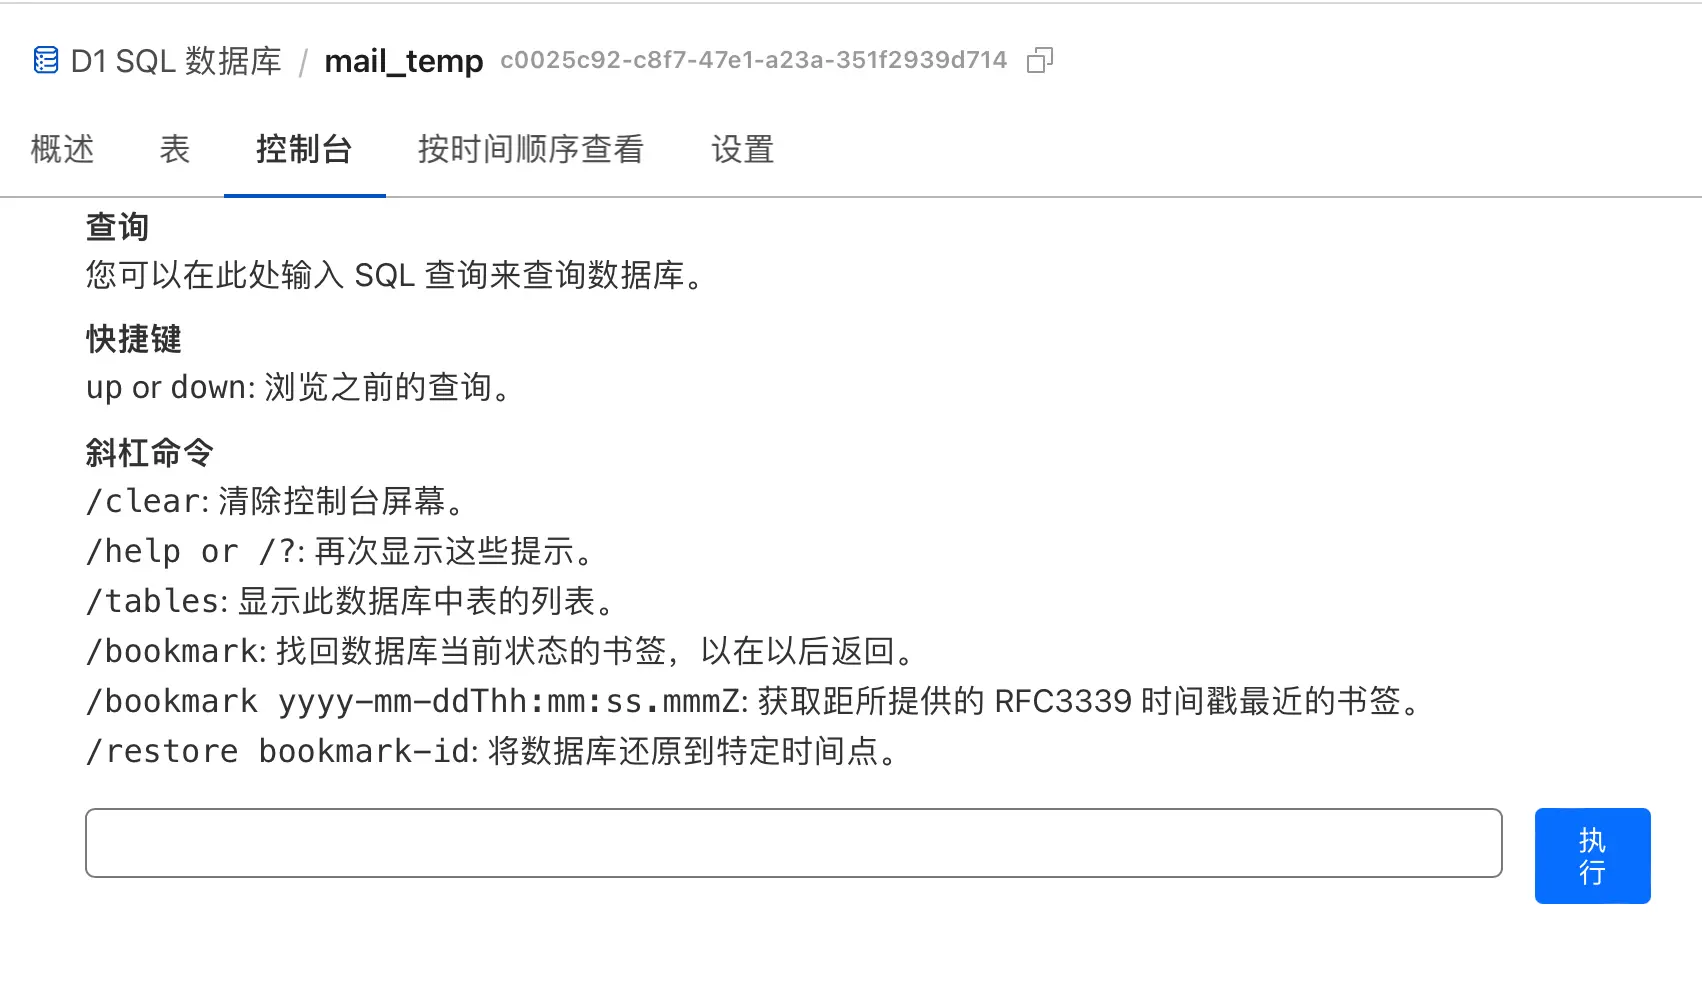 D1 SQL 数据库 / mail_temp c0025c92-c8f7-47e1-a23a-351f2939d714
概述 表 控制台 按时间顺序查看 设置
查询
您可以在此处输入 SQL 查询来查询数据库。
快捷键
up or down: 浏览之前的查询。
斜杠命令
/clear: 清除控制台屏幕。
/help or /?: 再次显示这些提示。
/tables: 显示此数据库中表的列表。
/bookmark: 找回数据库当前状态的书签，以在以后返回。
/bookmark yyyy-mm-ddThh:mm:ss.mmmZ: 获取距所提供的 RFC3339 时间戳最近的书签。
/restore bookmark-id: 将数据库还原到特定时间点。
执
行